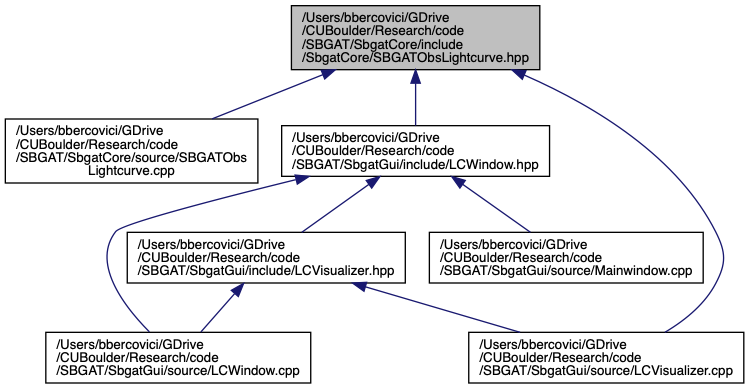 /Users/bbercovici/GDrive
/CUBoulder/Research/code
/SBGAT/SbgatCore/include
/SbgatCore/SBGATObsLightcurve.hpp
/Users/bbercovici/GDrive
/CUBoulder/Research/code
/SBGAT/SbgatCore/source/SBGATObs
Lightcurve.cpp
/Users/bbercovici/GDrive
/CUBoulder/Research/code
/SBGAT/SbgatGui/include/LCWindow.hpp
/Users/bbercovici/GDrive
/CUBoulder/Research/code
/SBGAT/SbgatGui/include/LCVisualizer.hpp
/Users/bbercovici/GDrive
/CUBoulder/Research/code
/SBGAT/SbgatGui/source/Mainwindow.cpp
/Users/bbercovici/GDrive
/CUBoulder/Research/code
/SBGAT/SbgatGui/source/LCWindow.cpp
/Users/bbercovici/GDrive
/CUBoulder/Research/code
/SBGAT/SbgatGui/source/LCVisualizer.cpp